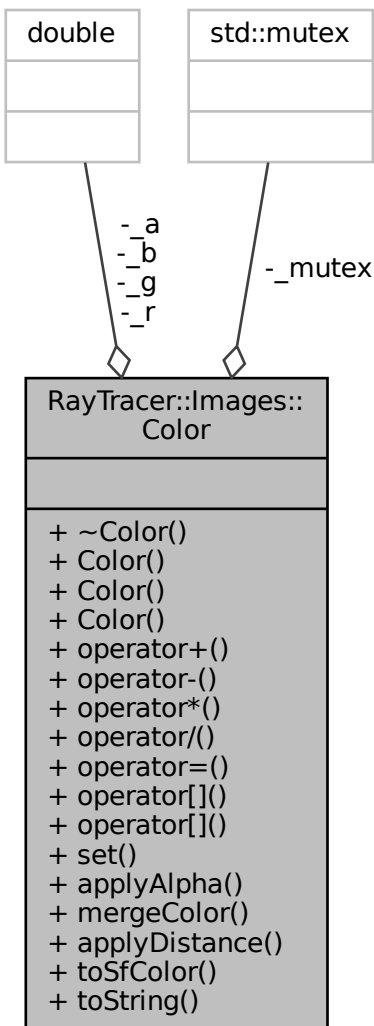 double
std::mutex
-_a
-_b
-_g
-_r
-_mutex
RayTracer::Images::
Color
+ ~Color()
+ Color()
+ Color()
+ Color()
+ operator+()
+ operator-()
+ operator*()
+ operator/()
+ operator=()
+ operator[]()
+ operator[]()
+ set()
+ applyAlpha()
+ mergeColor()
+ applyDistance()
+ toSfColor()
+ toString()